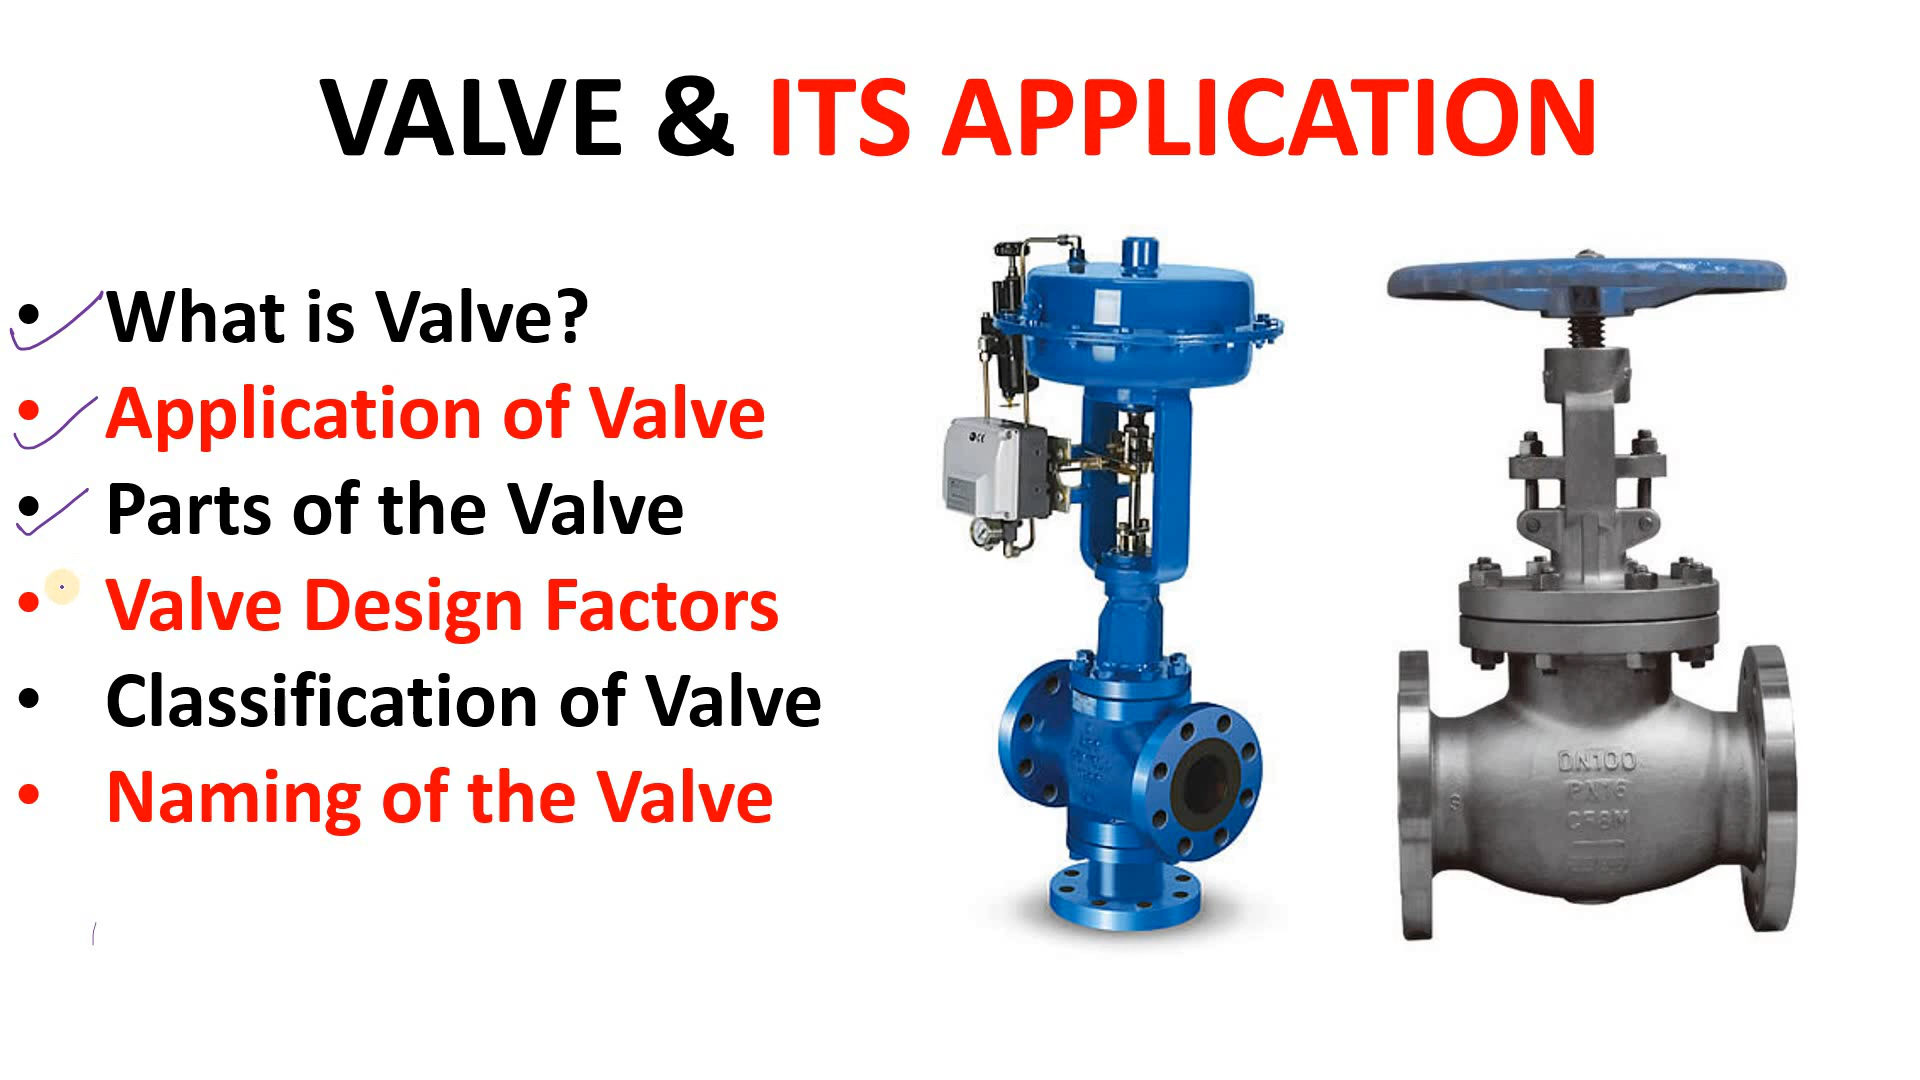 VALVE & ITS APPLICATION
• What is Valve?
• Application of Valve
• Parts of the Valve
• Valve Design Factors
• Classification of Valve
• Naming of the Valve
DN100
PN16
CF8M
S